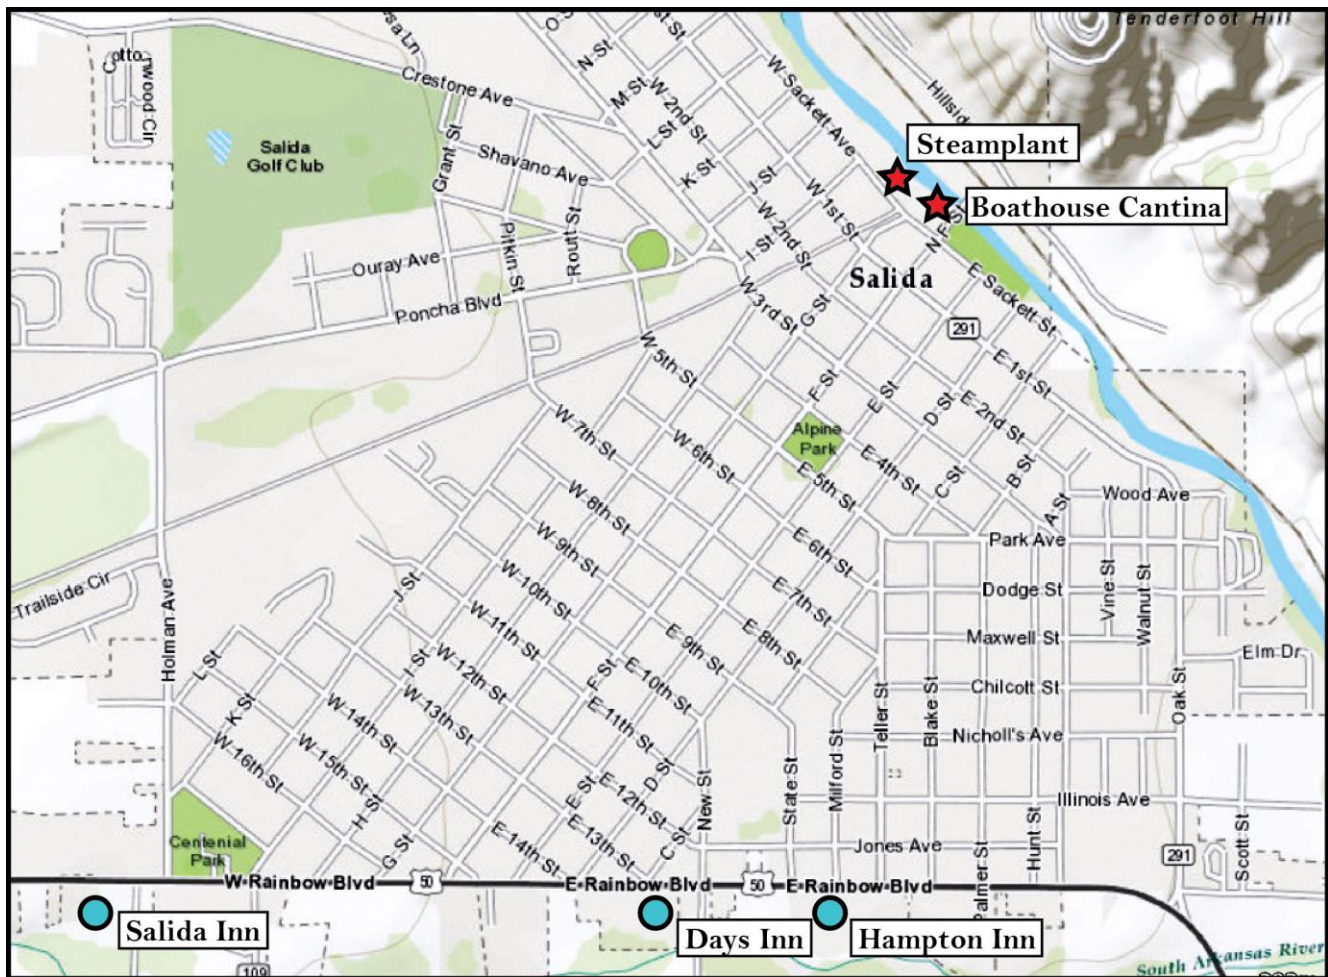 Tenderfoot Hill
Crestone Ave
N St
M St
W 2nd St
L St
K St
J St
W Sackett Ave
Hillside
Steamplant
Boathouse Cantina
Salida
Golf Club
Grant St
Shavano Ave
Routt St
Pitkin St
Ouray Ave
Poncha Blvd
W 1st St
W 2nd St
I St
W 3rd St
G St
N F St
Salida
E Sackett St
291
E 1st St
W 5th St
F St
E St
D St
E 2nd St
Alpine
Park
W 7th St
W 6th St
E 4th St
E 5th St
C St
B St
A St
Wood Ave
W 8th St
W 9th St
E 6th St
Park Ave
Trailside Cir
Holman Ave
J St
W 10th St
W 11th St
E 7th St
Dodge St
Vine St
Walnut St
L St
I St
W 12th St
E 9th St
E 8th St
Maxwell St
Elm Dr
K St
W 13th St
W 14th St
F St
E 10th St
E 11th St
Teller St
Blake St
Chilcott St
Oak St
W 16th St
W 15th St
D St
Nicholl's Ave
H St
G St
E St
E 12th St
New St
State St
Milford St
Illinois Ave
Centenial
Park
E 14th St
E 13th St
C St
Jones Ave
Palmer St
Hunt St
291
Scott St
W Rainbow Blvd
50
E Rainbow Blvd
50
E Rainbow Blvd
Salida Inn
Days Inn
Hampton Inn
109
South Arkansas River